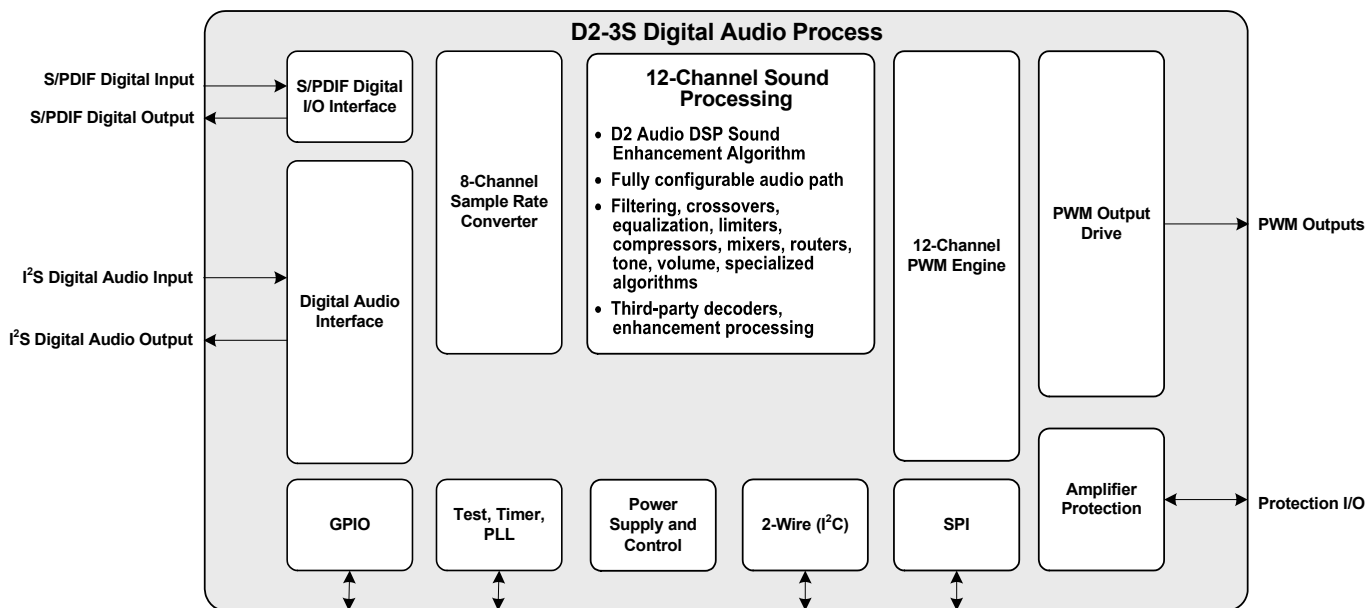 D2-3S Digital Audio Process
S/PDIF Digital Input
S/PDIF Digital Output
I²S Digital Audio Input
I²S Digital Audio Output
S/PDIF Digital
I/O Interface
Digital Audio
Interface
8-Channel
Sample Rate
Converter
12-Channel Sound
Processing
• D2 Audio DSP Sound
Enhancement Algorithm
• Fully configurable audio path
• Filtering, crossovers,
equalization, limiters,
compressors, mixers, routers,
tone, volume, specialized
algorithms
• Third-party decoders,
enhancement processing
12-Channel
PWM Engine
PWM Output
Drive
PWM Outputs
Amplifier
Protection
Protection I/O
GPIO
Test, Timer,
PLL
Power
Supply and
Control
2-Wire (I²C)
SPI